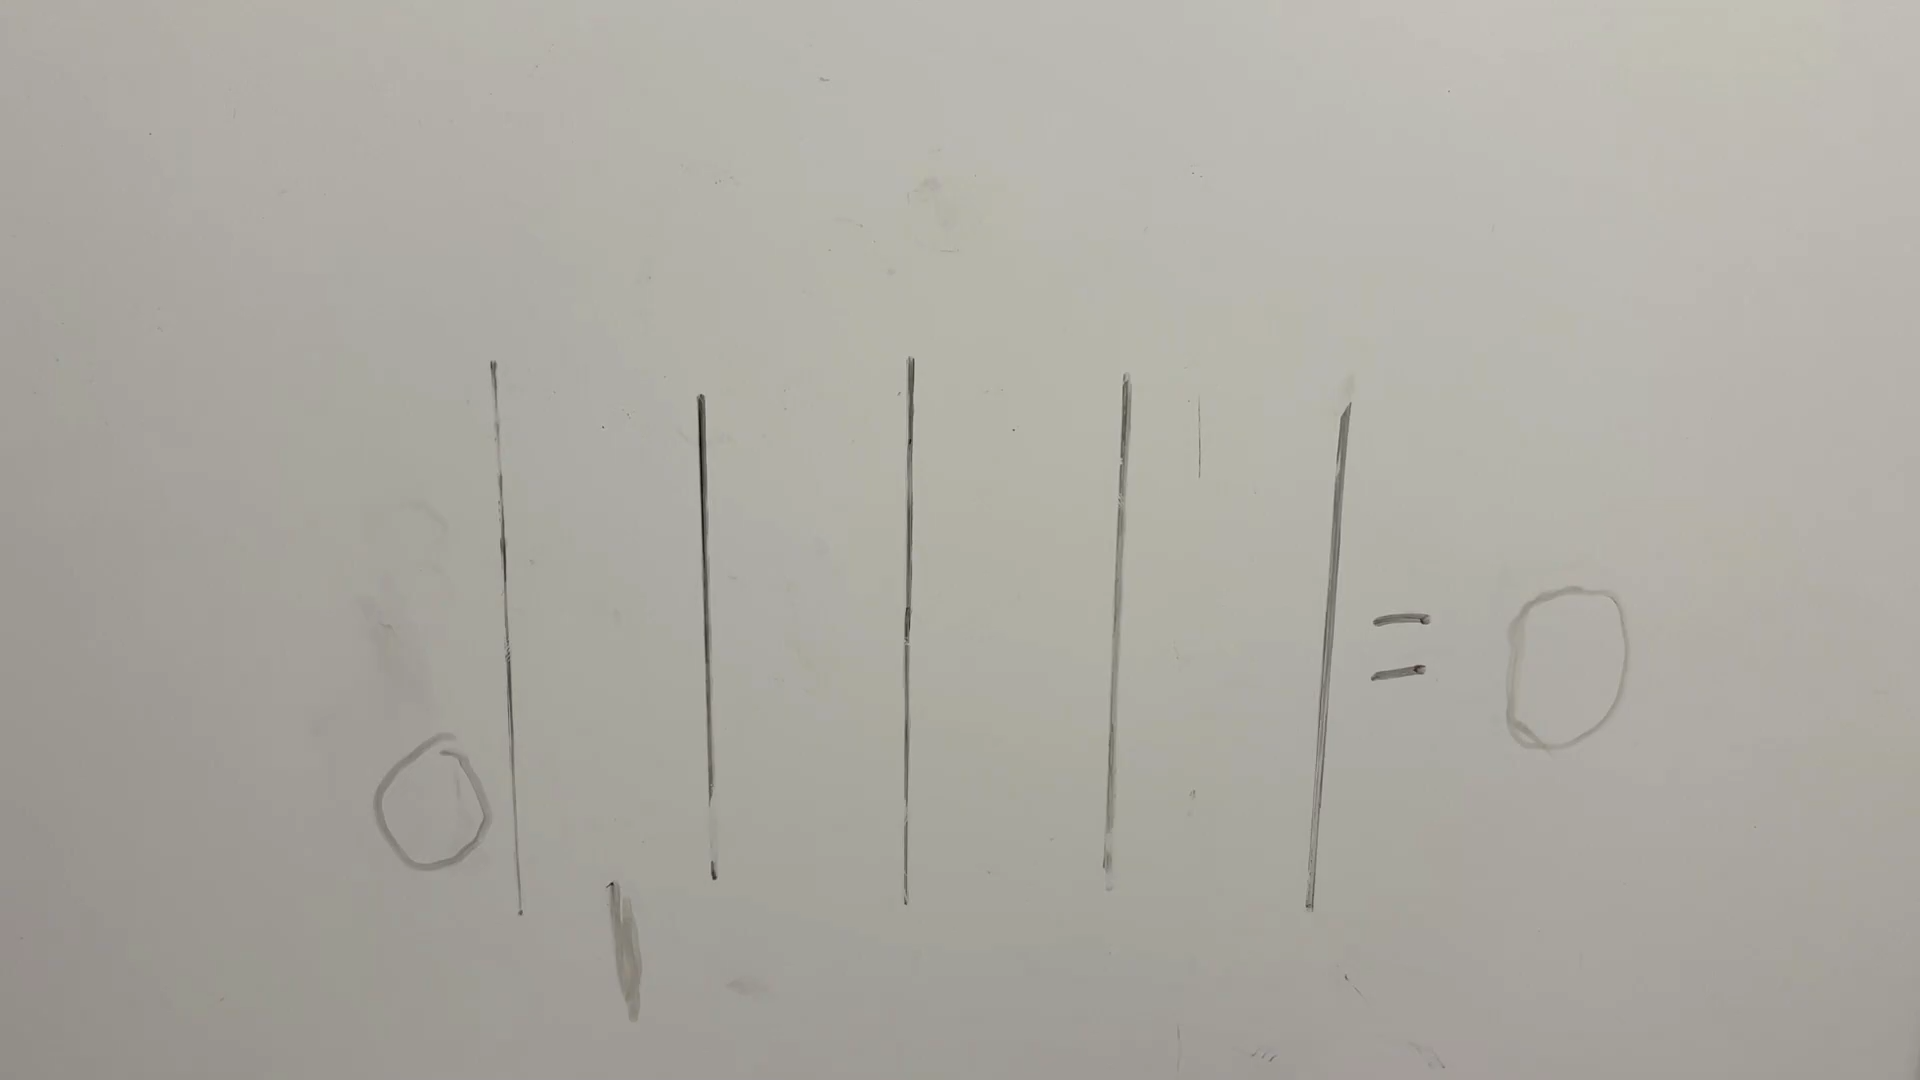 | | | | | = 0
0